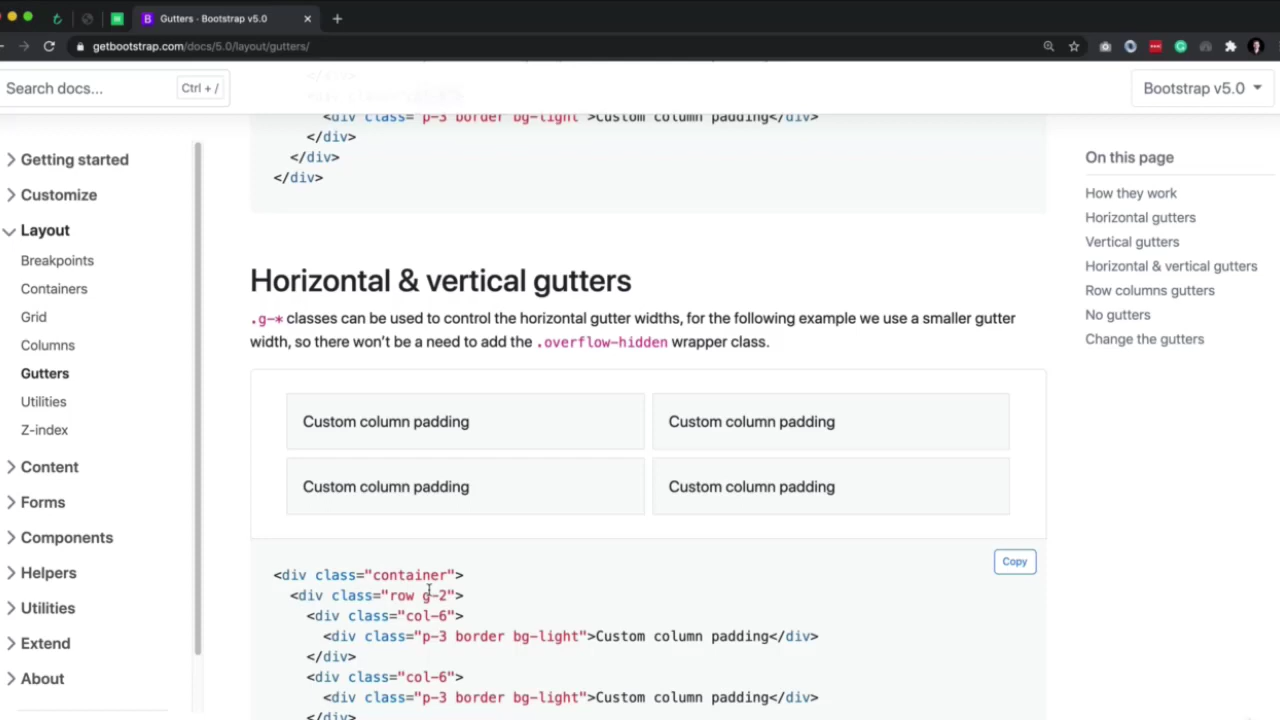 Gutters · Bootstrap v5.0
getbootstrap.com/docs/5.0/layout/gutters/
Search docs...
Ctrl + /
Bootstrap v5.0
Getting started
Customize
Layout
Breakpoints
Containers
Grid
Columns
Gutters
Utilities
Z-index
Content
Forms
Components
Helpers
Utilities
Extend
About
</div>
<div class="p-3 border bg-light">Custom column padding</div>
</div>
</div>
</div>
Horizontal & vertical gutters
.g-* classes can be used to control the horizontal gutter widths, for the following example we use a smaller gutter
width, so there won't be a need to add the .overflow-hidden wrapper class.
Custom column padding
Custom column padding
Custom column padding
Custom column padding
Copy
<div class="container">
<div class="row g-2">
<div class="col-6">
<div class="p-3 border bg-light">Custom column padding</div>
</div>
<div class="col-6">
<div class="p-3 border bg-light">Custom column padding</div>
</div>
On this page
How they work
Horizontal gutters
Vertical gutters
Horizontal & vertical gutters
Row columns gutters
No gutters
Change the gutters